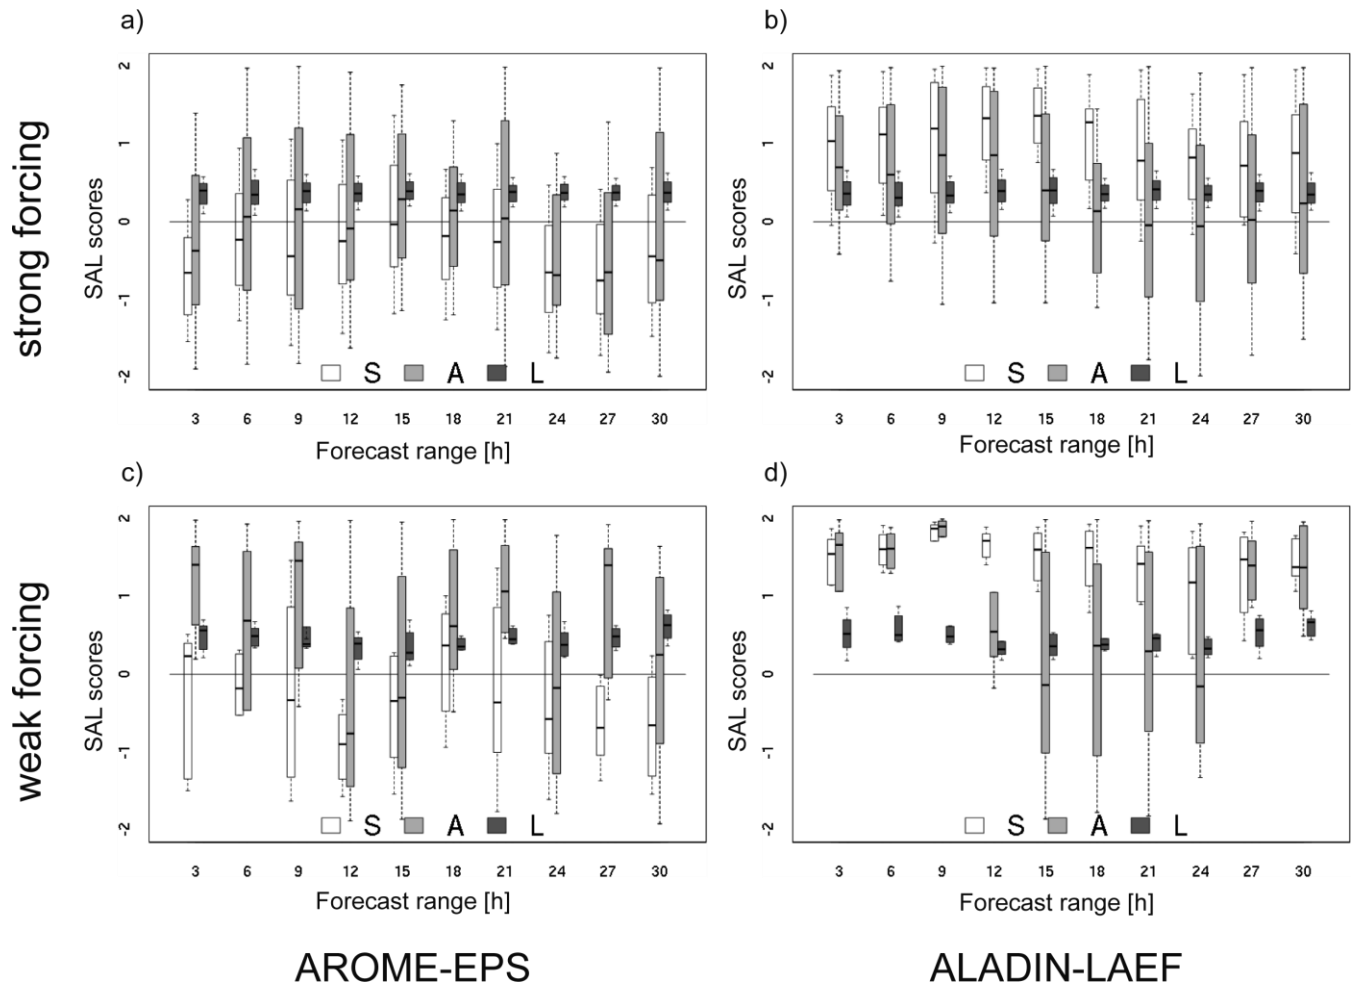 a)
b)
strong forcing
SAL scores
2
1
0
-1
-2
S A L
3 6 9 12 15 18 21 24 27 30
Forecast range [h]
SAL scores
2
1
0
-1
-2
S A L
3 6 9 12 15 18 21 24 27 30
Forecast range [h]
c)
d)
weak forcing
SAL scores
2
1
0
-1
-2
S A L
3 6 9 12 15 18 21 24 27 30
Forecast range [h]
SAL scores
2
1
0
-1
-2
S A L
3 6 9 12 15 18 21 24 27 30
Forecast range [h]
AROME-EPS
ALADIN-LAEF